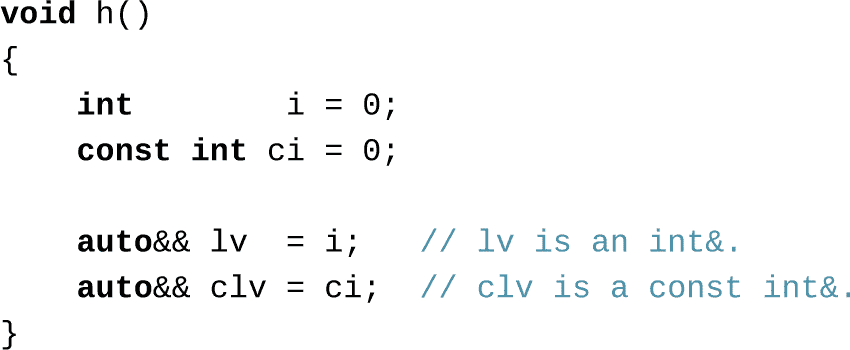 void h()
{
    int        i = 0;
    const int ci = 0;

    auto&& lv  = i;   // lv is an int&.
    auto&& clv = ci;  // clv is a const int&.
}